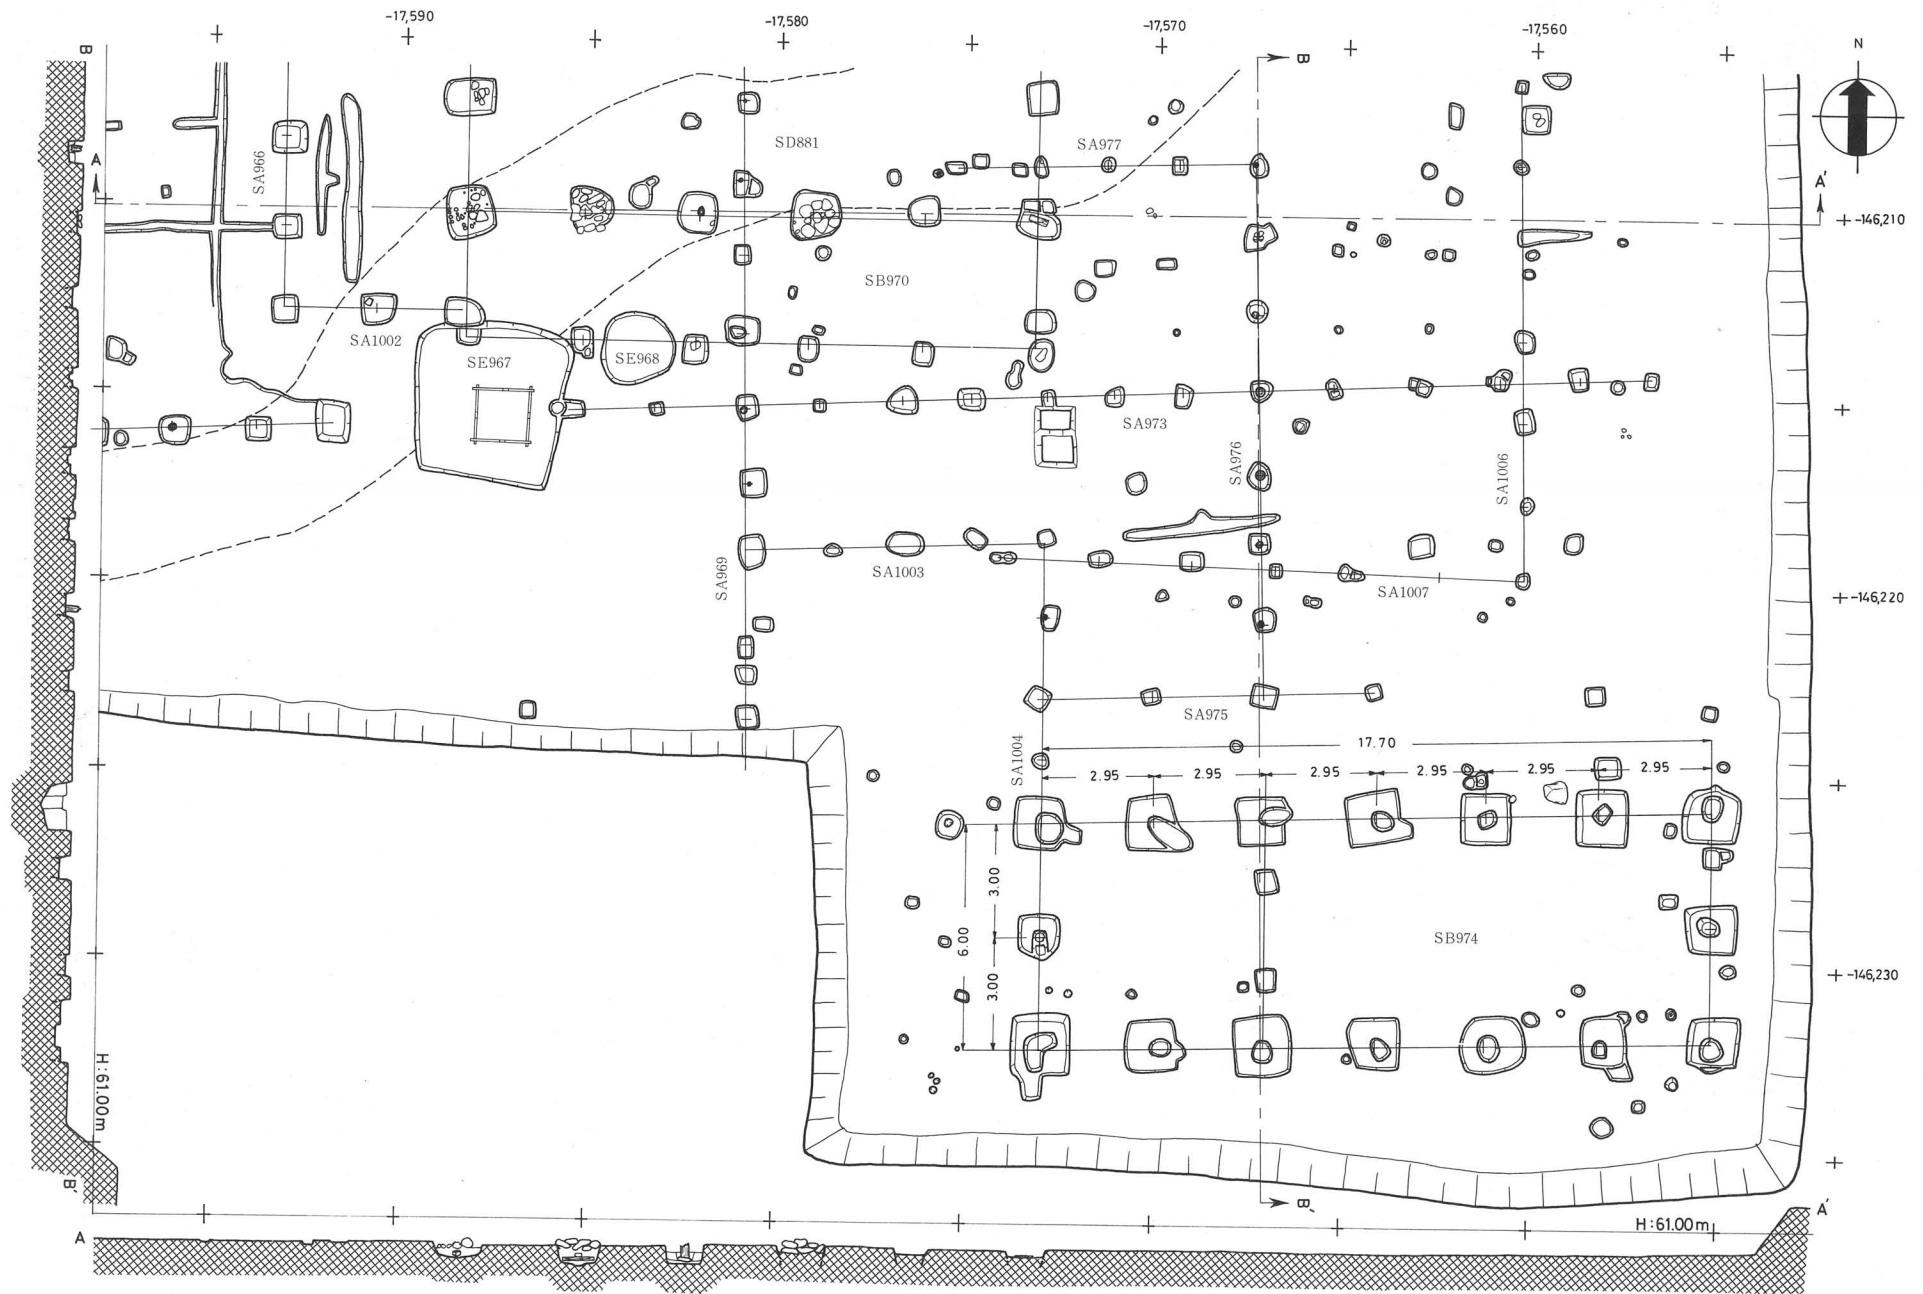 -17,590
-17,580
-17,570
-17,560
N
B
B
A
SA966
SD881
SA977
A'
-146,210
SB970
SA1002
SE967
SE968
SA973
SA976
SA1006
SA969
SA1003
SA1007
-146,220
SA975
SA1004
17.70
2.95
2.95
2.95
2.95
2.95
2.95
3.00
6.00
3.00
SB974
-146,230
H:61.00m
B'
B'
A
H:61.00m
A'